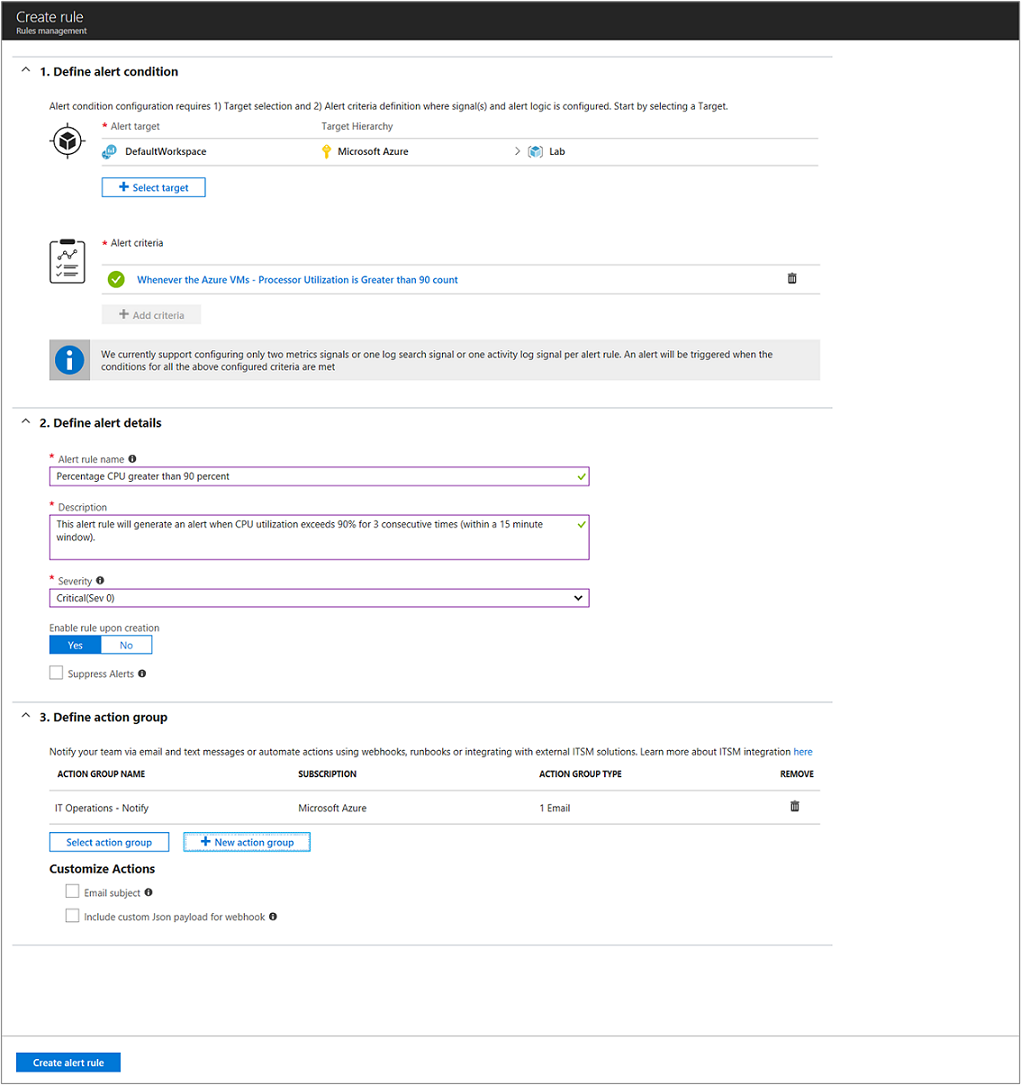 Create rule
Rules management
1. Define alert condition
Alert condition configuration requires 1) Target selection and 2) Alert criteria definition where signal(s) and alert logic is configured. Start by selecting a Target.
* Alert target Target Hierarchy
DefaultWorkspace Microsoft Azure > Lab
+ Select target
* Alert criteria
Whenever the Azure VMs - Processor Utilization is Greater than 90 count
+ Add criteria
We currently support configuring only two metrics signals or one log search signal or one activity log signal per alert rule. An alert will be triggered when the
conditions for all the above configured criteria are met
2. Define alert details
* Alert rule name
Percentage CPU greater than 90 percent
* Description
This alert rule will generate an alert when CPU utilization exceeds 90% for 3 consecutive times (within a 15 minute
window).
* Severity
Critical(Sev 0)
Enable rule upon creation
Yes No
Suppress Alerts
3. Define action group
Notify your team via email and text messages or automate actions using webhooks, runbooks or integrating with external ITSM solutions. Learn more about ITSM integration here
ACTION GROUP NAME SUBSCRIPTION ACTION GROUP TYPE REMOVE
IT Operations - Notify Microsoft Azure 1 Email
Select action group + New action group
Customize Actions
Email subject
Include custom Json payload for webhook
Create alert rule